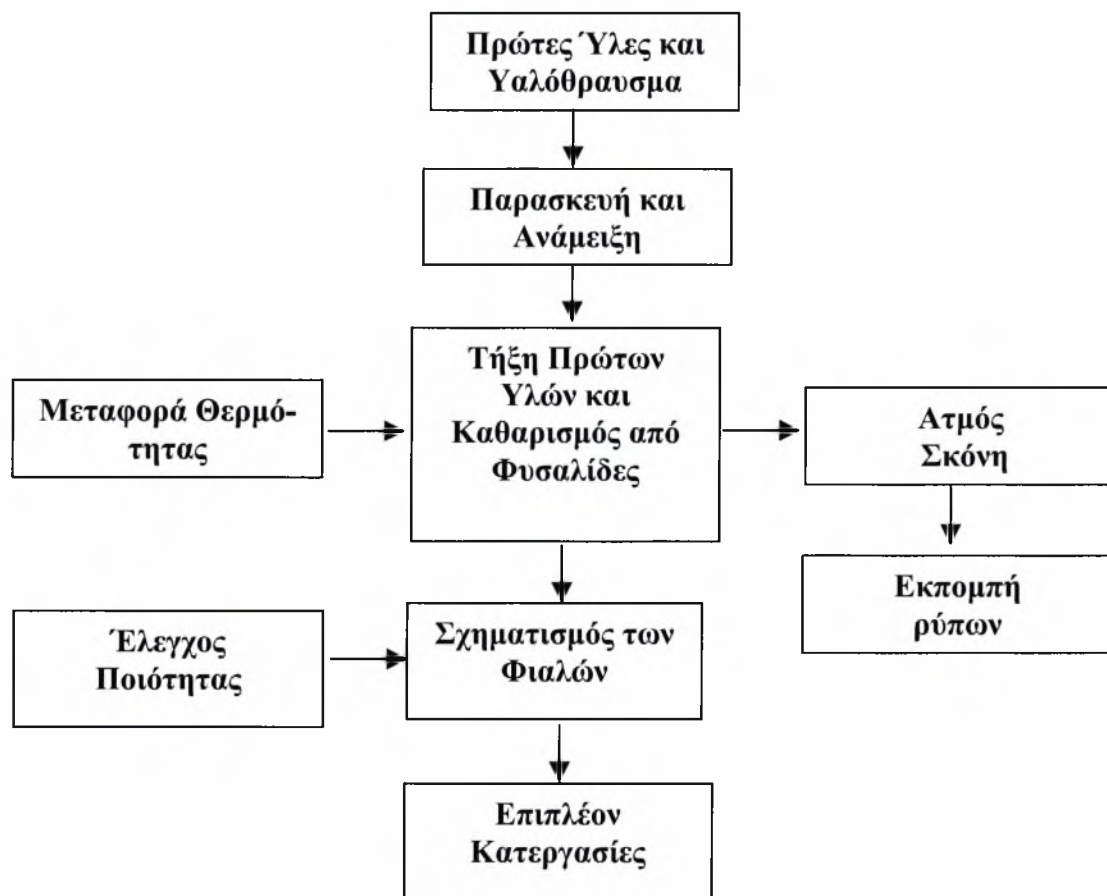 Πρώτες Ύλες και
Υαλόθραυσμα
Παρασκευή και
Ανάμειξη
Τήξη Πρώτων
Υλών και
Καθαρισμός από
Φυσαλίδες
Μεταφορά Θερμό-
τητας
Ατμός
Σκόνη
Εκπομπή
ρύπων
Έλεγχος
Ποιότητας
Σχηματισμός των
Φιαλών
Επιπλέον
Κατεργασίες